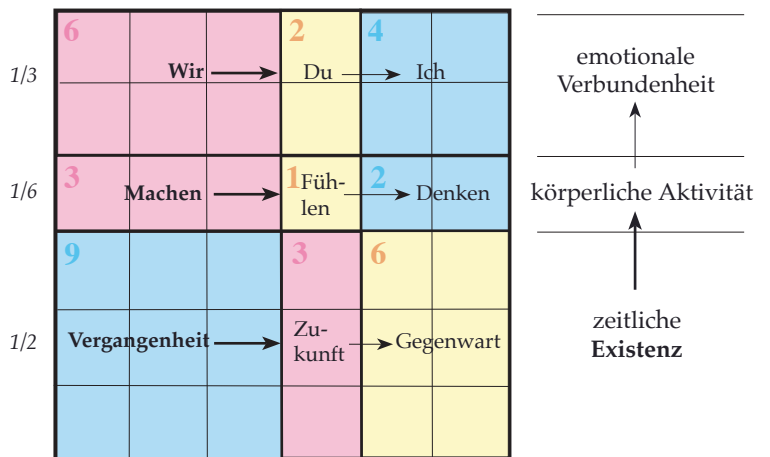 6 2 4
1/3 Wir Du Ich
emotionale
Verbundenheit
3 1 2
1/6 Machen Füh-
len Denken
körperliche Aktivität
9 3 6
1/2 Vergangenheit Zu-
kunft Gegenwart
zeitliche
Existenz